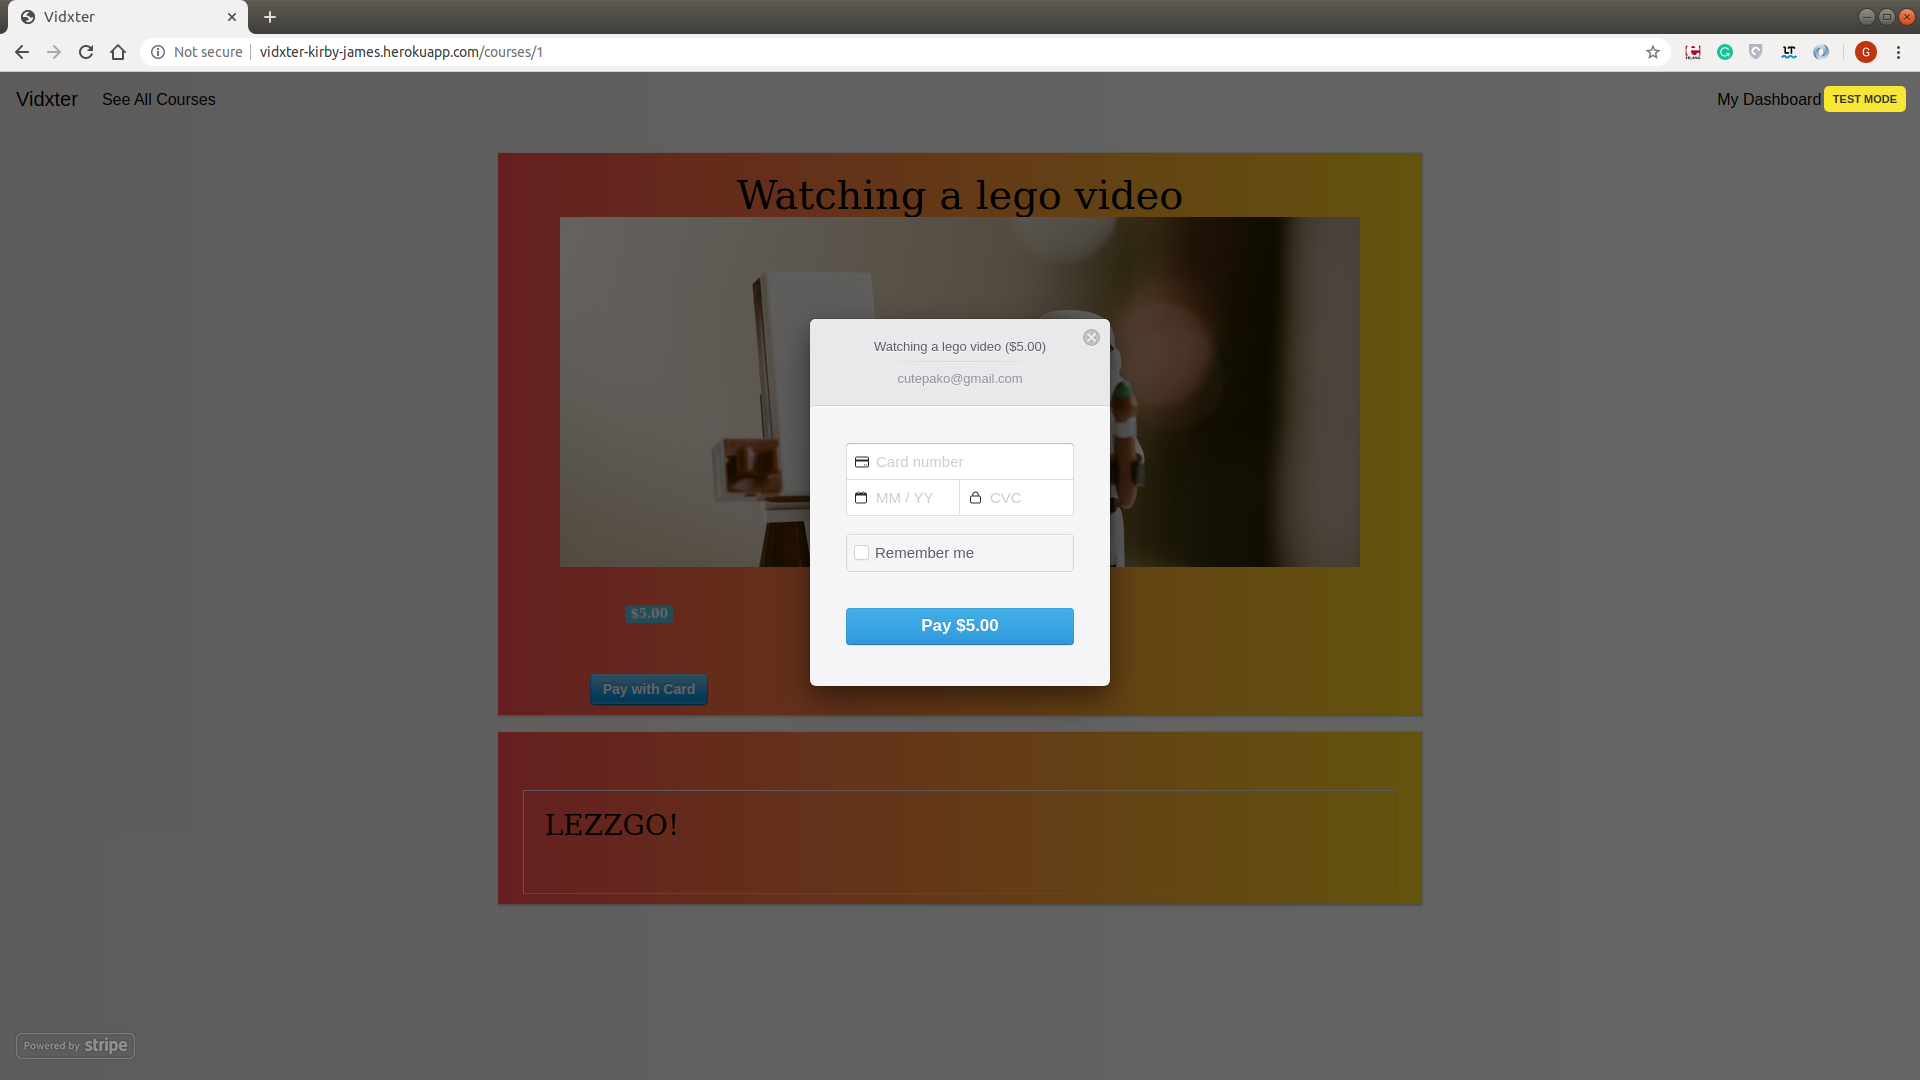 Vidxter
Not secure
vidxter-kirby-james.herokuapp.com/courses/1
G
Vidxter
See All Courses
My Dashboard
TEST MODE
Watching a lego video
Watching a lego video ($5.00)
cutepako@gmail.com
Card number
MM / YY
CVC
Remember me
Pay $5.00
$5.00
Pay with Card
LEZZGO!
Powered by stripe